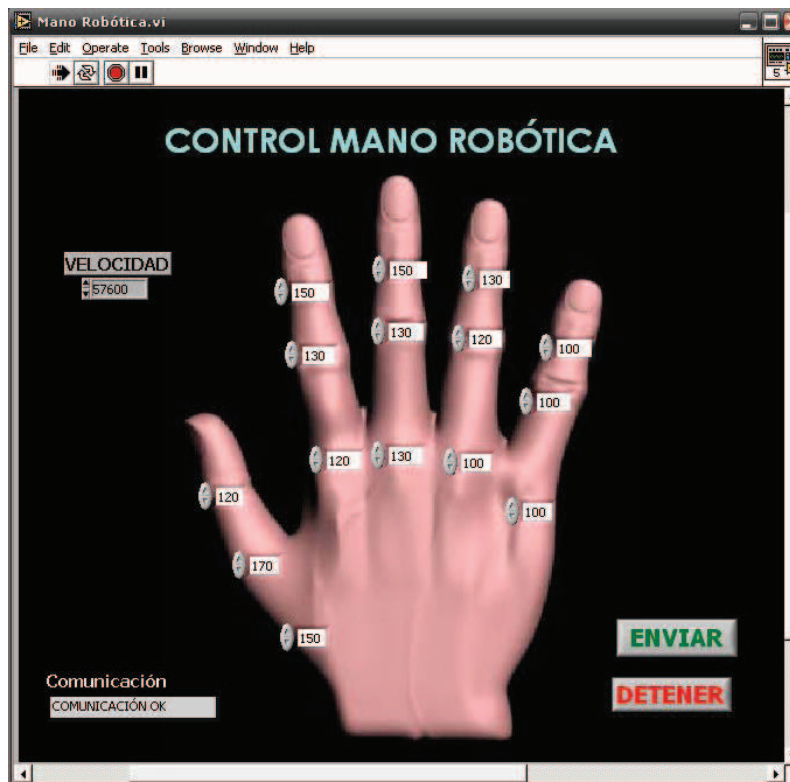 Mano Robótica.vi
File Edit Operate Tools Browse Window Help
5
CONTROL MANO ROBÓTICA
VELOCIDAD
57600
150
150
130
130
130
120
100
100
120
130
100
100
120
170
150
ENVIAR
DETENER
Comunicación
COMUNICACIÓN OK